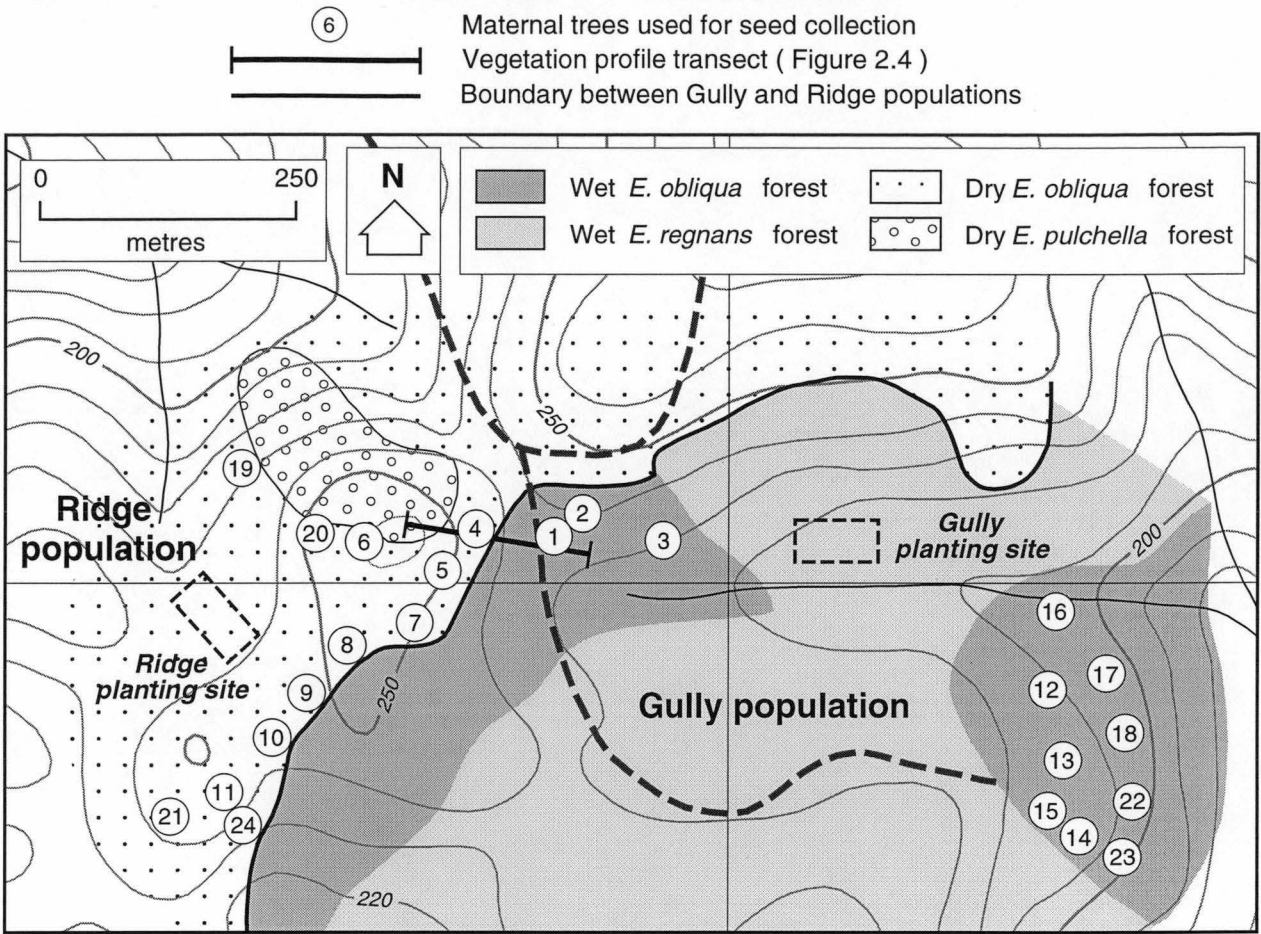 6 Maternal trees used for seed collection
Vegetation profile transect ( Figure 2.4 )
Boundary between Gully and Ridge populations
0 250
metres
N
Wet E. obliqua forest
Dry E. obliqua forest
Wet E. regnans forest
Dry E. pulchella forest
200
250
19
Ridge
population
20
6
4
1
2
3
Gully
planting site
200
5
7
8
16
Ridge
planting site
9
250
Gully population
12
17
10
18
11
13
21
24
15
22
14
23
220